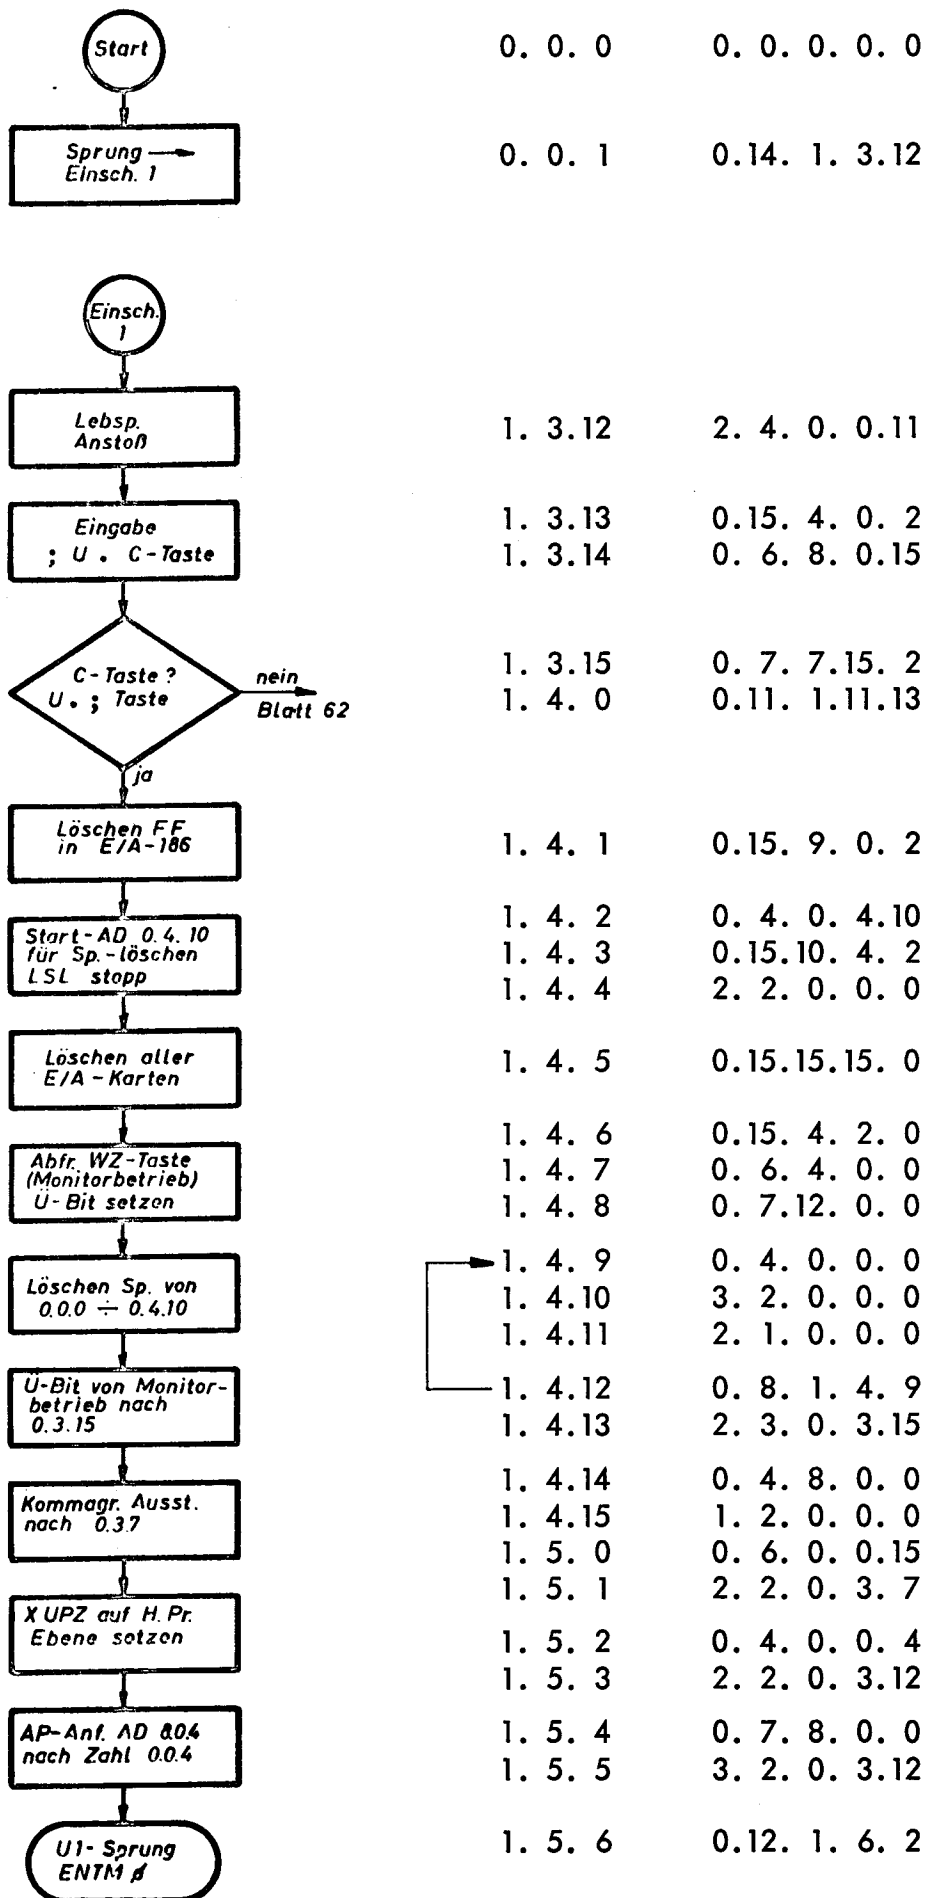 Start 0. 0. 0 0. 0. 0. 0. 0
Sprung → 0. 0. 1 0.14. 1. 3.12
Einsch. 1
Einsch.
1
Lebsp. 1. 3.12 2. 4. 0. 0.11
Anstoß
Eingabe 1. 3.13 0.15. 4. 0. 2
; U . C-Taste 1. 3.14 0. 6. 8. 0.15
C-Taste ? 1. 3.15 0. 7. 7.15. 2
U . ; Taste nein 1. 4. 0 0.11. 1.11.13
Blatt 62
ja
Löschen FF 1. 4. 1 0.15. 9. 0. 2
in E/A-186
1. 4. 2 0. 4. 0. 4.10
Start-AD 0.4.10 1. 4. 3 0.15.10. 4. 2
für Sp.-löschen 1. 4. 4 2. 2. 0. 0. 0
LSL stopp
Löschen aller 1. 4. 5 0.15.15.15. 0
E/A-Karten
1. 4. 6 0.15. 4. 2. 0
Abfr. WZ-Taste 1. 4. 7 0. 6. 4. 0. 0
(Monitorbetrieb) 1. 4. 8 0. 7.12. 0. 0
Ü-Bit setzen
1. 4. 9 0. 4. 0. 0. 0
Löschen Sp. von 1. 4.10 3. 2. 0. 0. 0
0.0.0 ÷ 0.4.10 1. 4.11 2. 1. 0. 0. 0
Ü-Bit von Monitor- 1. 4.12 0. 8. 1. 4. 9
betrieb nach 1. 4.13 2. 3. 0. 3.15
0.3.15
1. 4.14 0. 4. 8. 0. 0
Kommagr. Ausst. 1. 4.15 1. 2. 0. 0. 0
nach 0.3.7 1. 5. 0 0. 6. 0. 0.15
1. 5. 1 2. 2. 0. 3. 7
X UPZ auf H. Pr. 1. 5. 2 0. 4. 0. 0. 4
Ebene setzen 1. 5. 3 2. 2. 0. 3.12
AP-Anf. AD 8.0.4 1. 5. 4 0. 7. 8. 0. 0
nach Zahl 0.0.4 1. 5. 5 3. 2. 0. 3.12
U1-Sprung 1. 5. 6 0.12. 1. 6. 2
ENTM ø